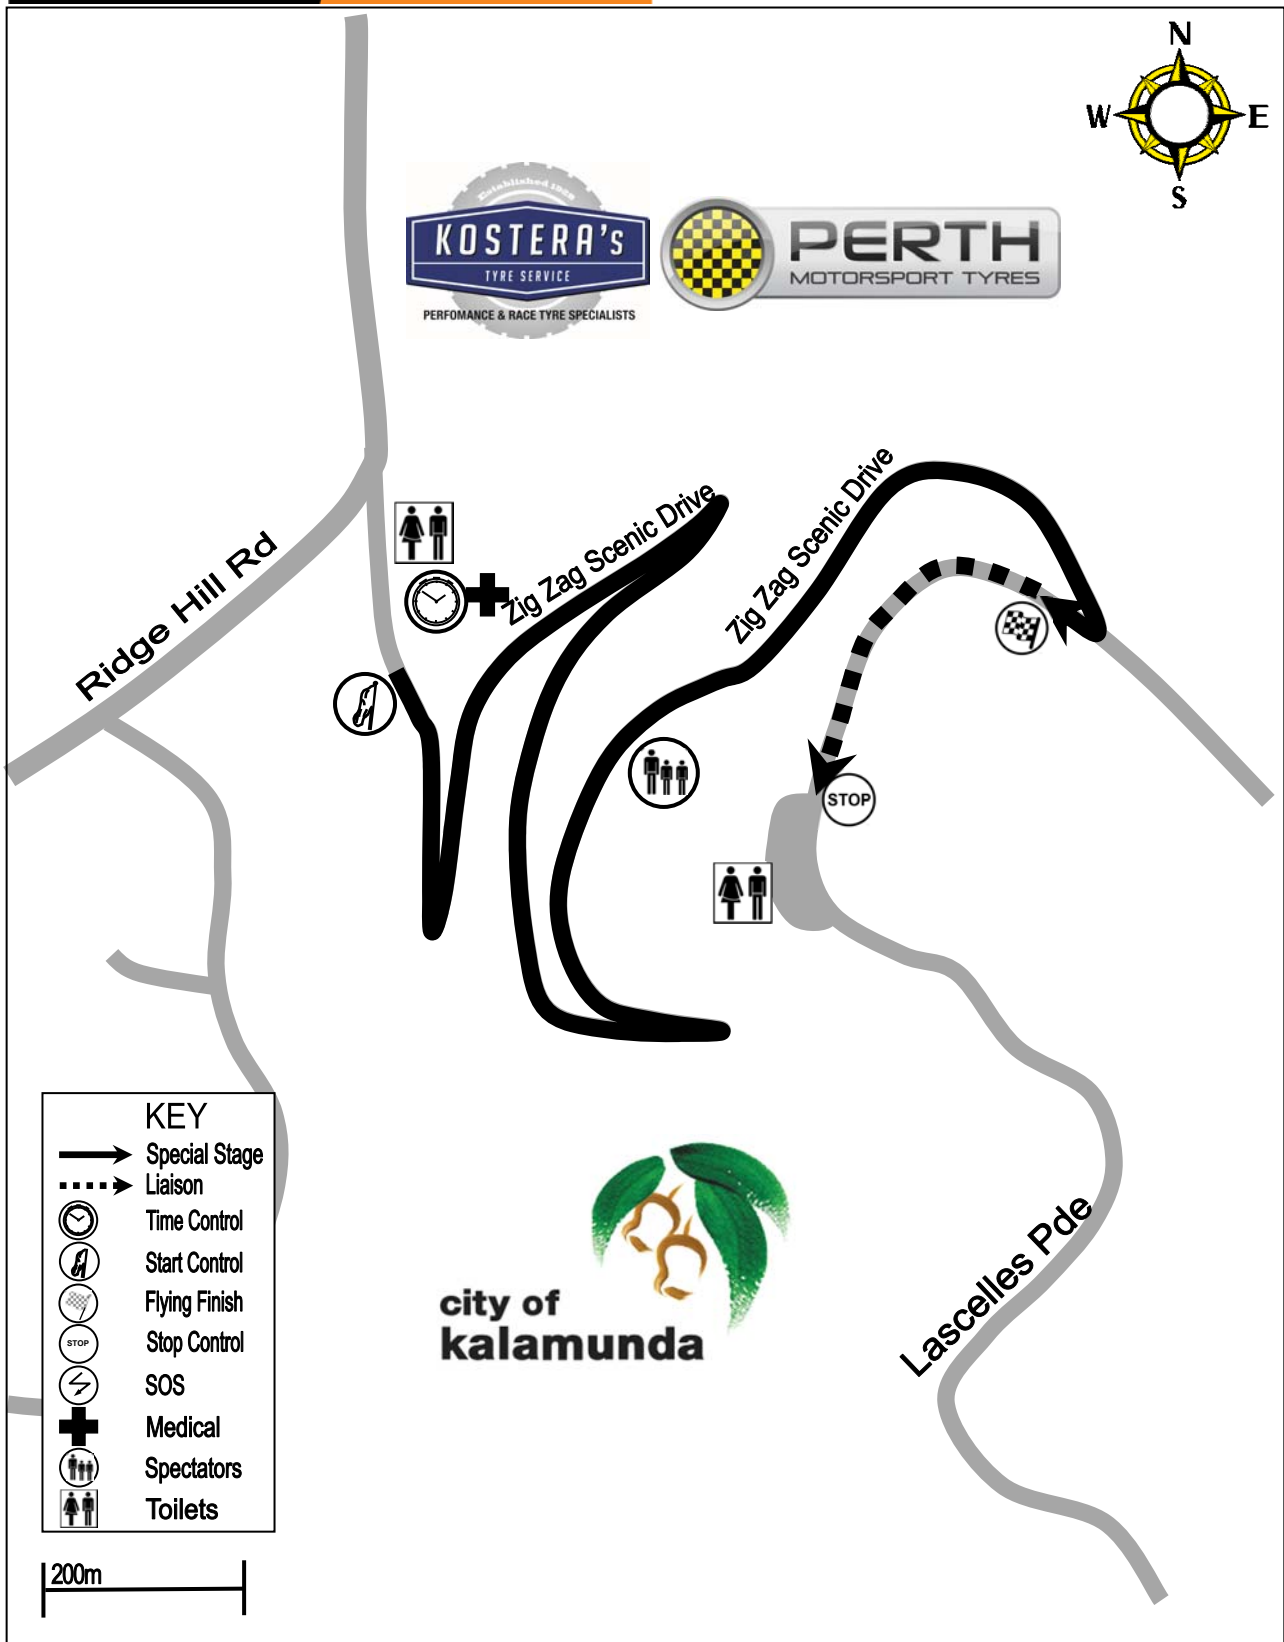 N
W
E
S
Established 1928
KOSTERA's
TYRE SERVICE
PERFOMANCE & RACE TYRE SPECIALISTS
PERTH
MOTORSPORT TYRES
Ridge Hill Rd
Zig Zag Scenic Drive
Zig Zag Scenic Drive
STOP
Lascelles Pde
city of
kalamunda
KEY
Special Stage
Liaison
Time Control
Start Control
Flying Finish
STOP
Stop Control
SOS
Medical
Spectators
Toilets
200m